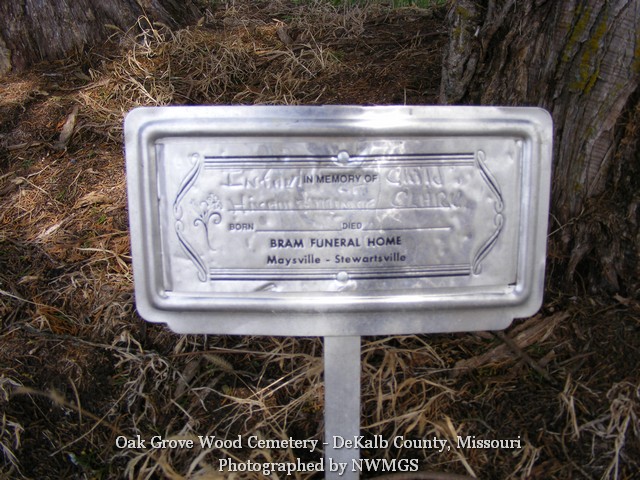 IN MEMORY OF
Child
BORN DIED
BRAM FUNERAL HOME
Maysville - Stewartsville
Oak Grove Wood Cemetery - DeKalb County, Missouri
Photographed by NWMGS